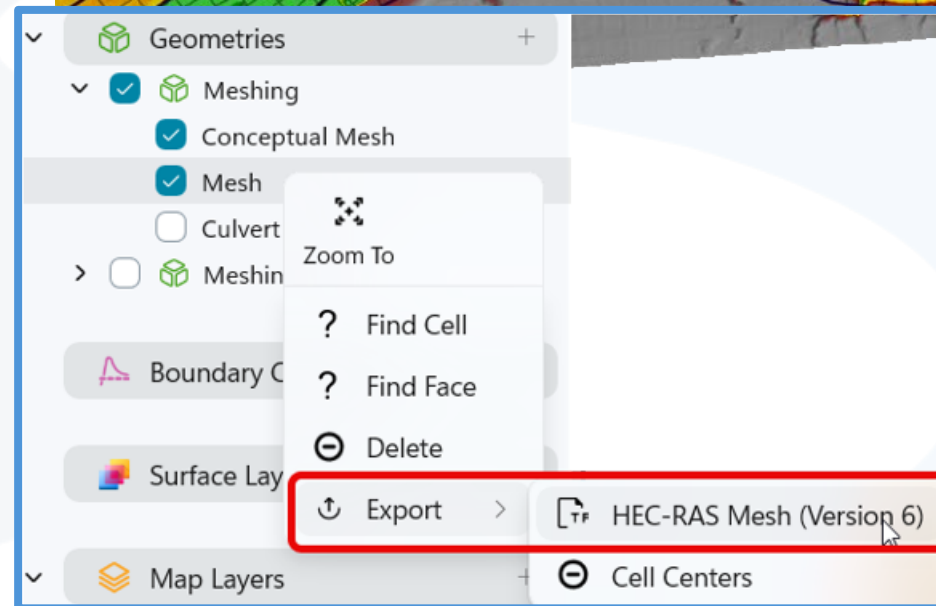 Geometries
Meshing
Conceptual Mesh
Mesh
Culvert
Zoom To
Meshin
? Find Cell
Boundary C
? Find Face
Delete
Surface Lay
Export
HEC-RAS Mesh (Version 6)
Map Layers
Cell Centers